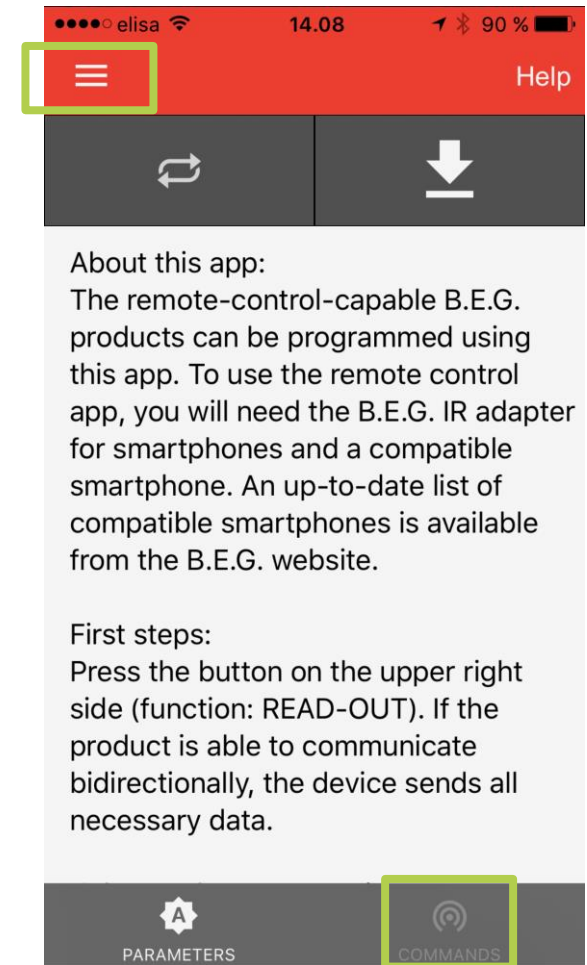 elisa 14.08 90 %
Help
About this app:
The remote-control-capable B.E.G.
products can be programmed using
this app. To use the remote control
app, you will need the B.E.G. IR adapter
for smartphones and a compatible
smartphone. An up-to-date list of
compatible smartphones is available
from the B.E.G. website.
First steps:
Press the button on the upper right
side (function: READ-OUT). If the
product is able to communicate
bidirectionally, the device sends all
necessary data.
A
PARAMETERS COMMANDS